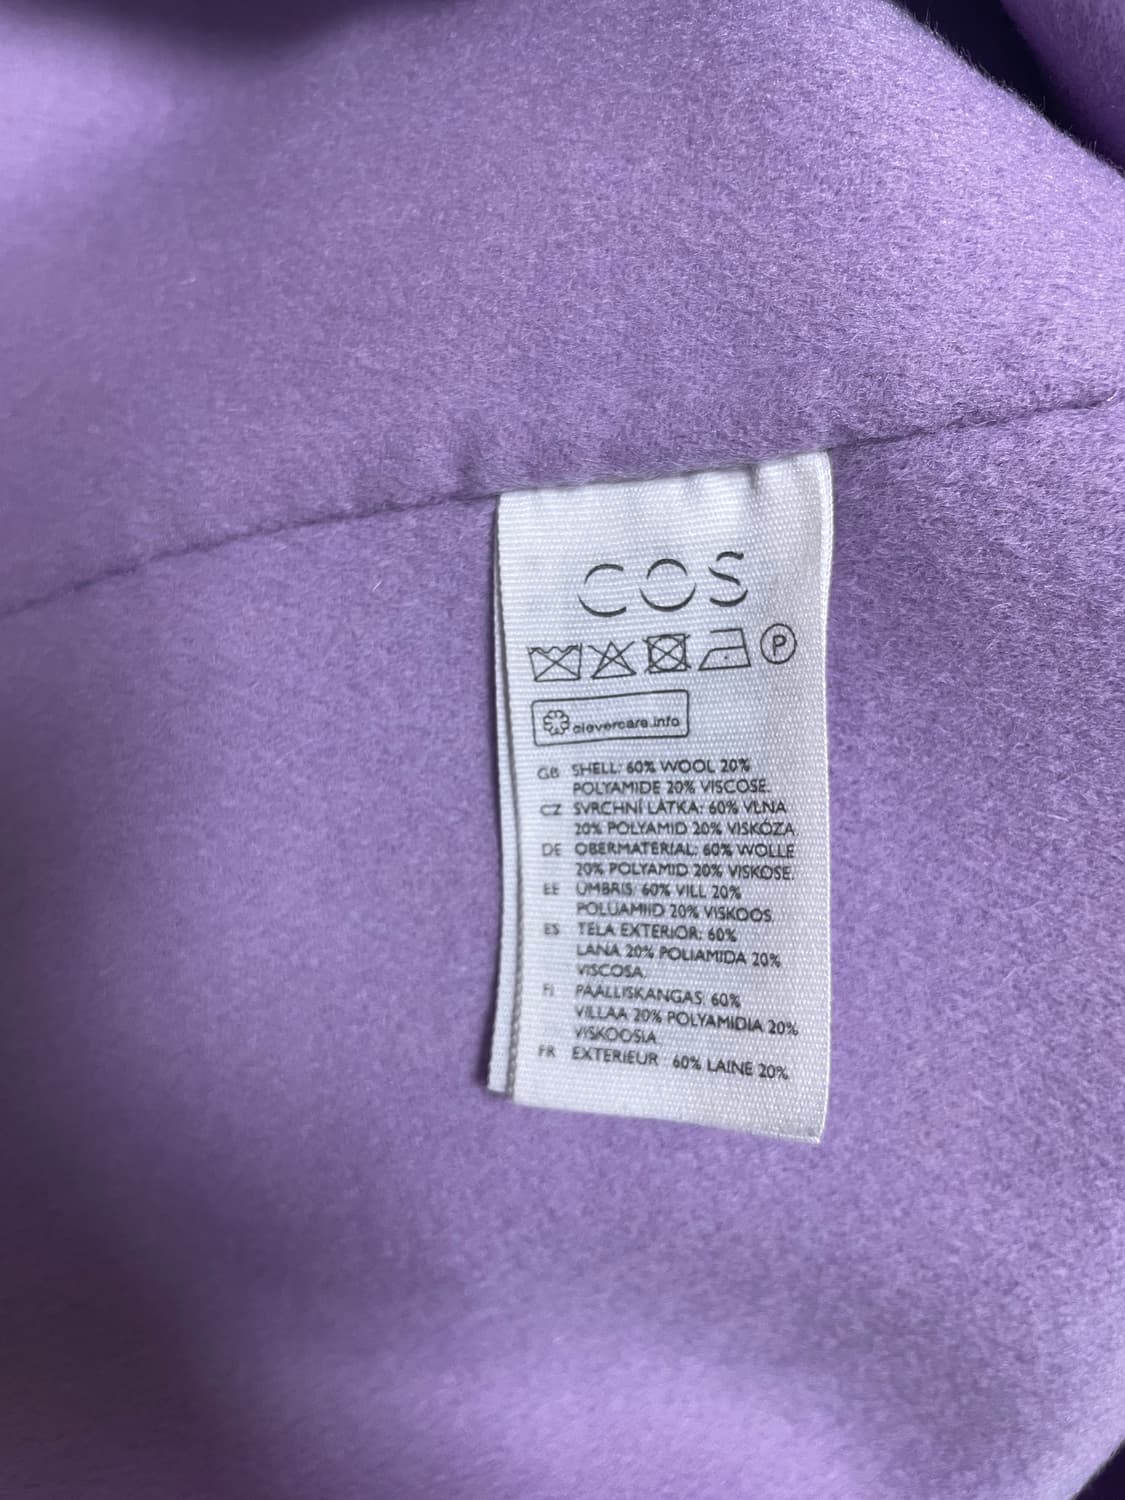 COS
P
clevercare.info
GB SHELL: 60% WOOL 20%
POLYAMIDE 20% VISCOSE.
CZ SVRCHNÍ LÁTKA: 60% VLNA
20% POLYAMID 20% VISKÓZA.
DE OBERMATERIAL: 60% WOLLE
20% POLYAMID 20% VISKOSE.
EE ÜMBRIS: 60% VILL 20%
POLÜAMIID 20% VISKOOS.
ES TELA EXTERIOR: 60%
LANA 20% POLIAMIDA 20%
VISCOSA.
FI PÄÄLLISKANGAS: 60%
VILLAA 20% POLYAMIDIA 20%
VISKOOSIA.
FR EXTÉRIEUR : 60% LAINE 20%